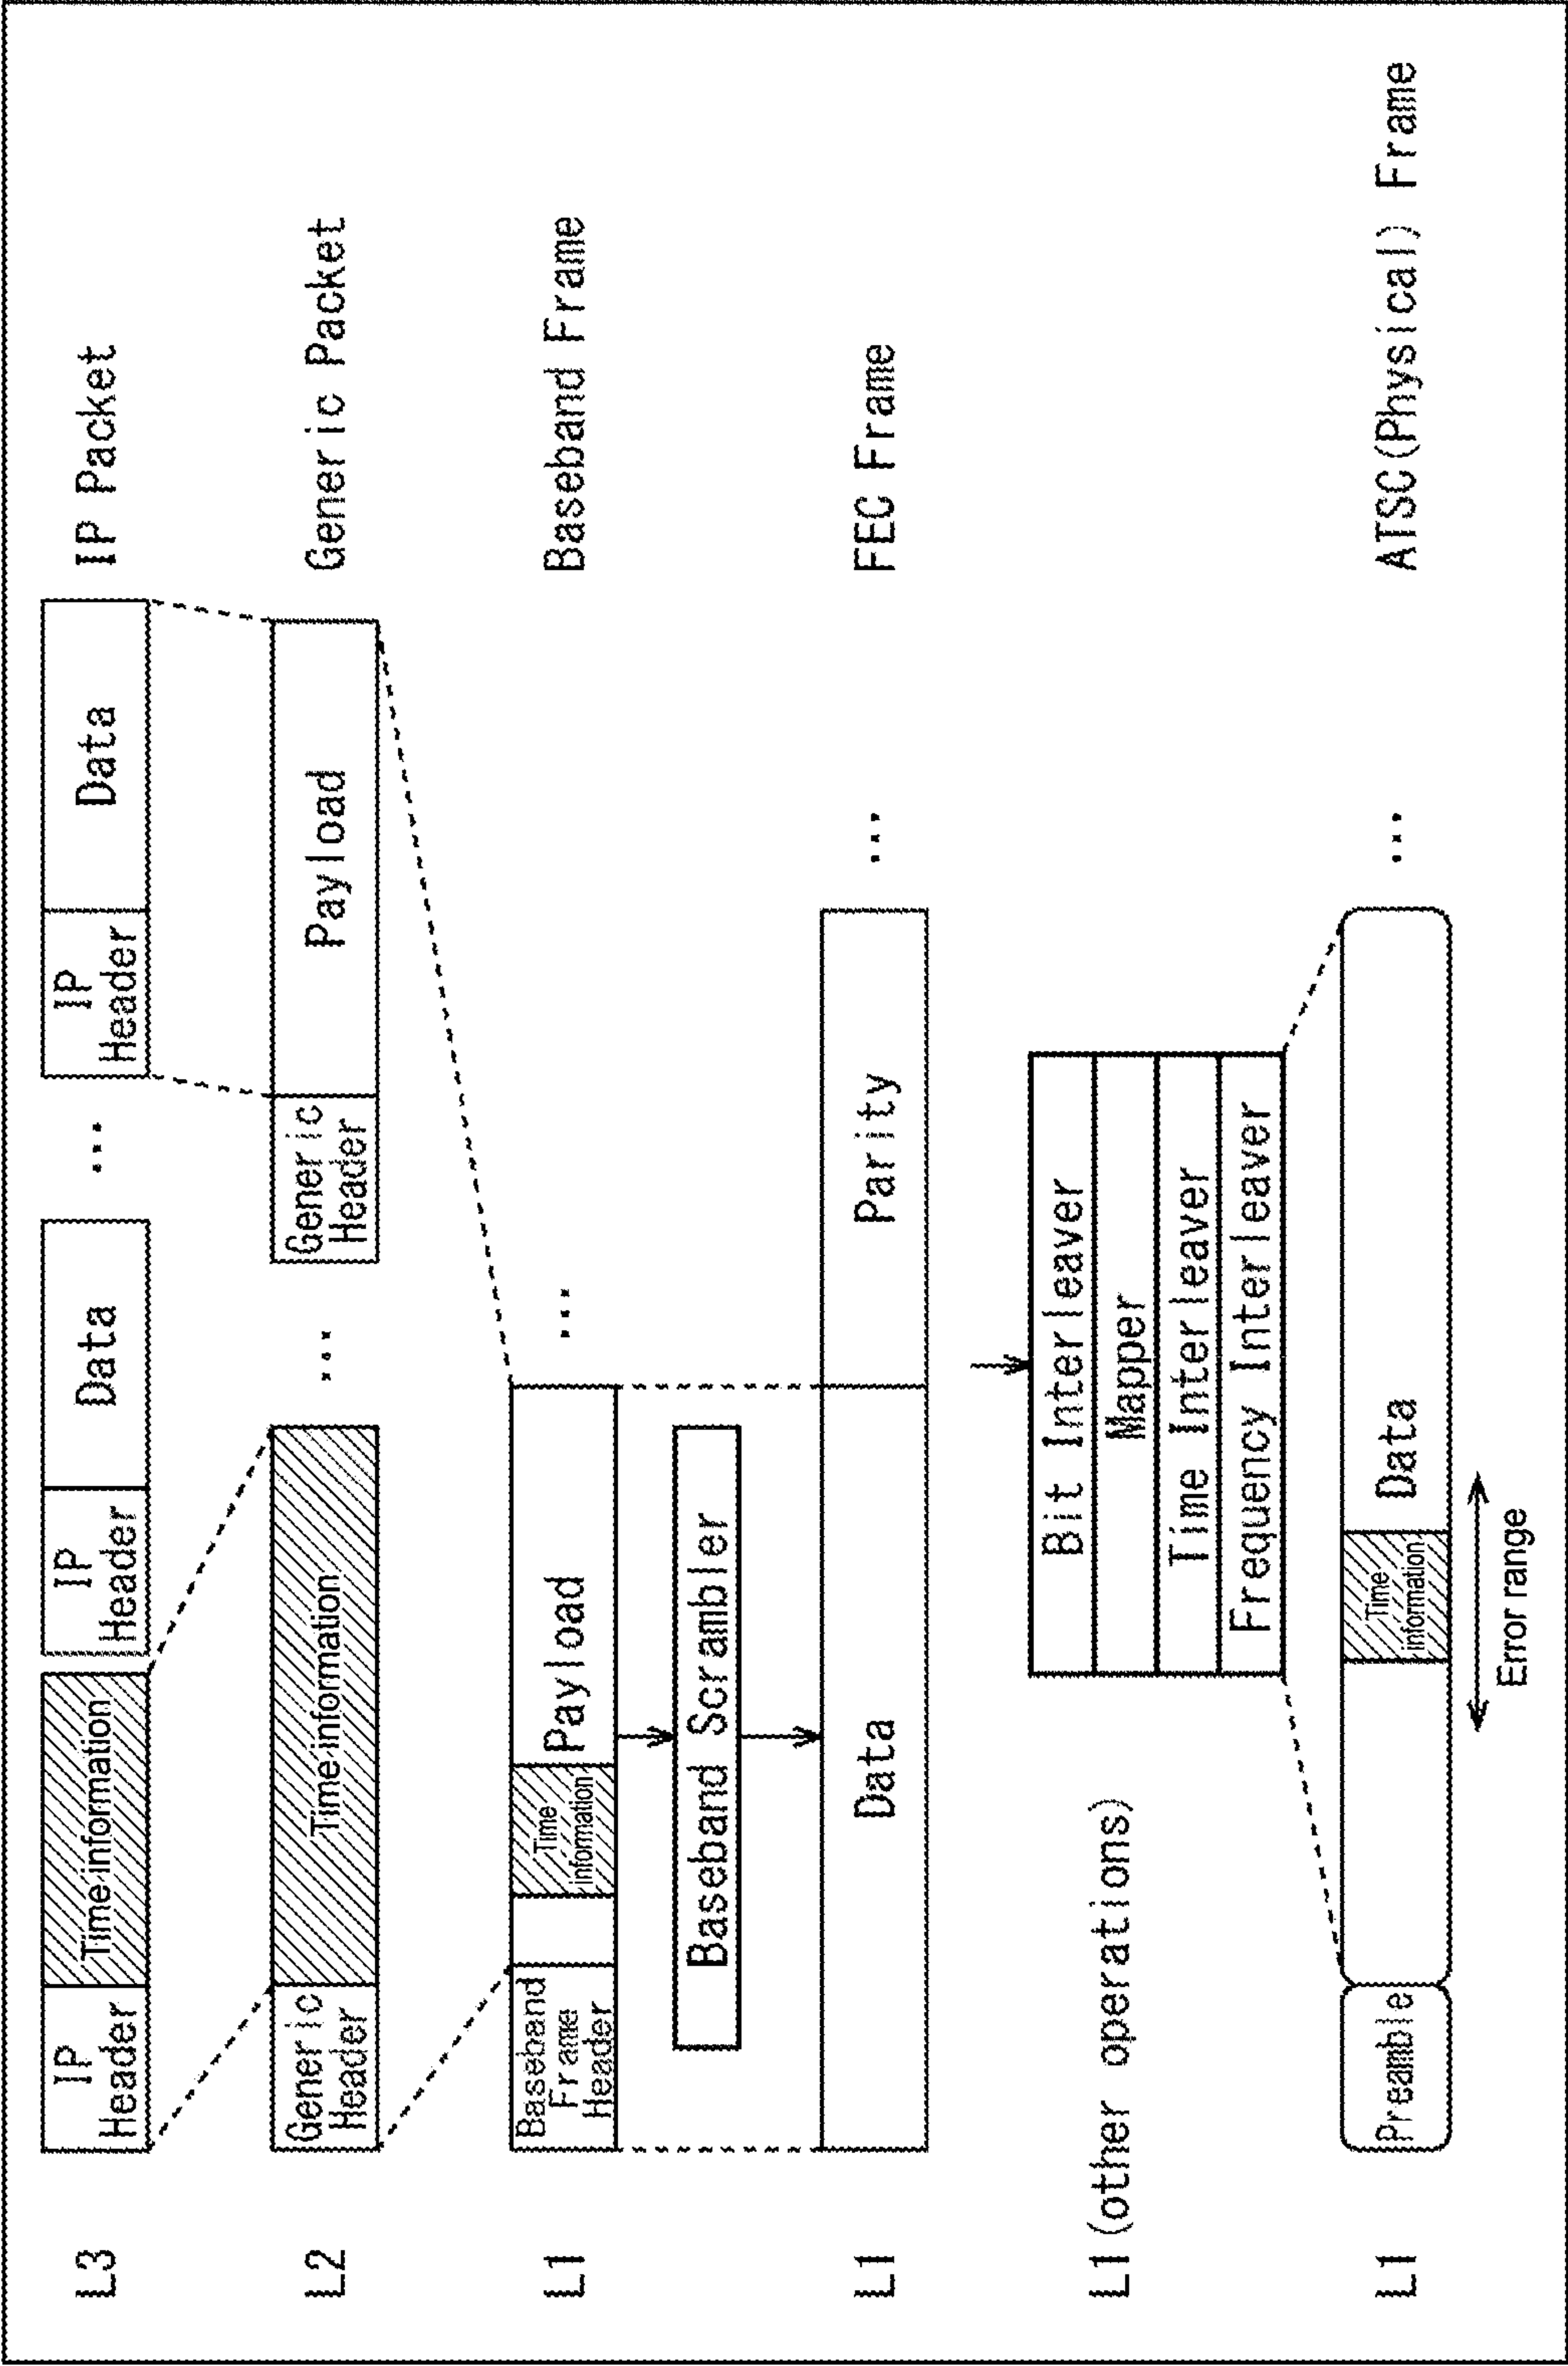 L3
IP
Header
Time information
IP
Header
Data
...
IP
Header
Data
IP Packet
L2
Generic
Header
Time information
...
Generic
Header
Payload
Generic Packet
L1
Baseband
Frame
Header
Time
information
Payload
...
Baseband Frame
Baseband Scrambler
L1
Data
Parity
...
FEC Frame
L1(other operations)
Bit Interleaver
Mapper
Time Interleaver
Frequency Interleaver
L1
Preamble
Time
information
Data
...
ATSC(Physical) Frame
Error range